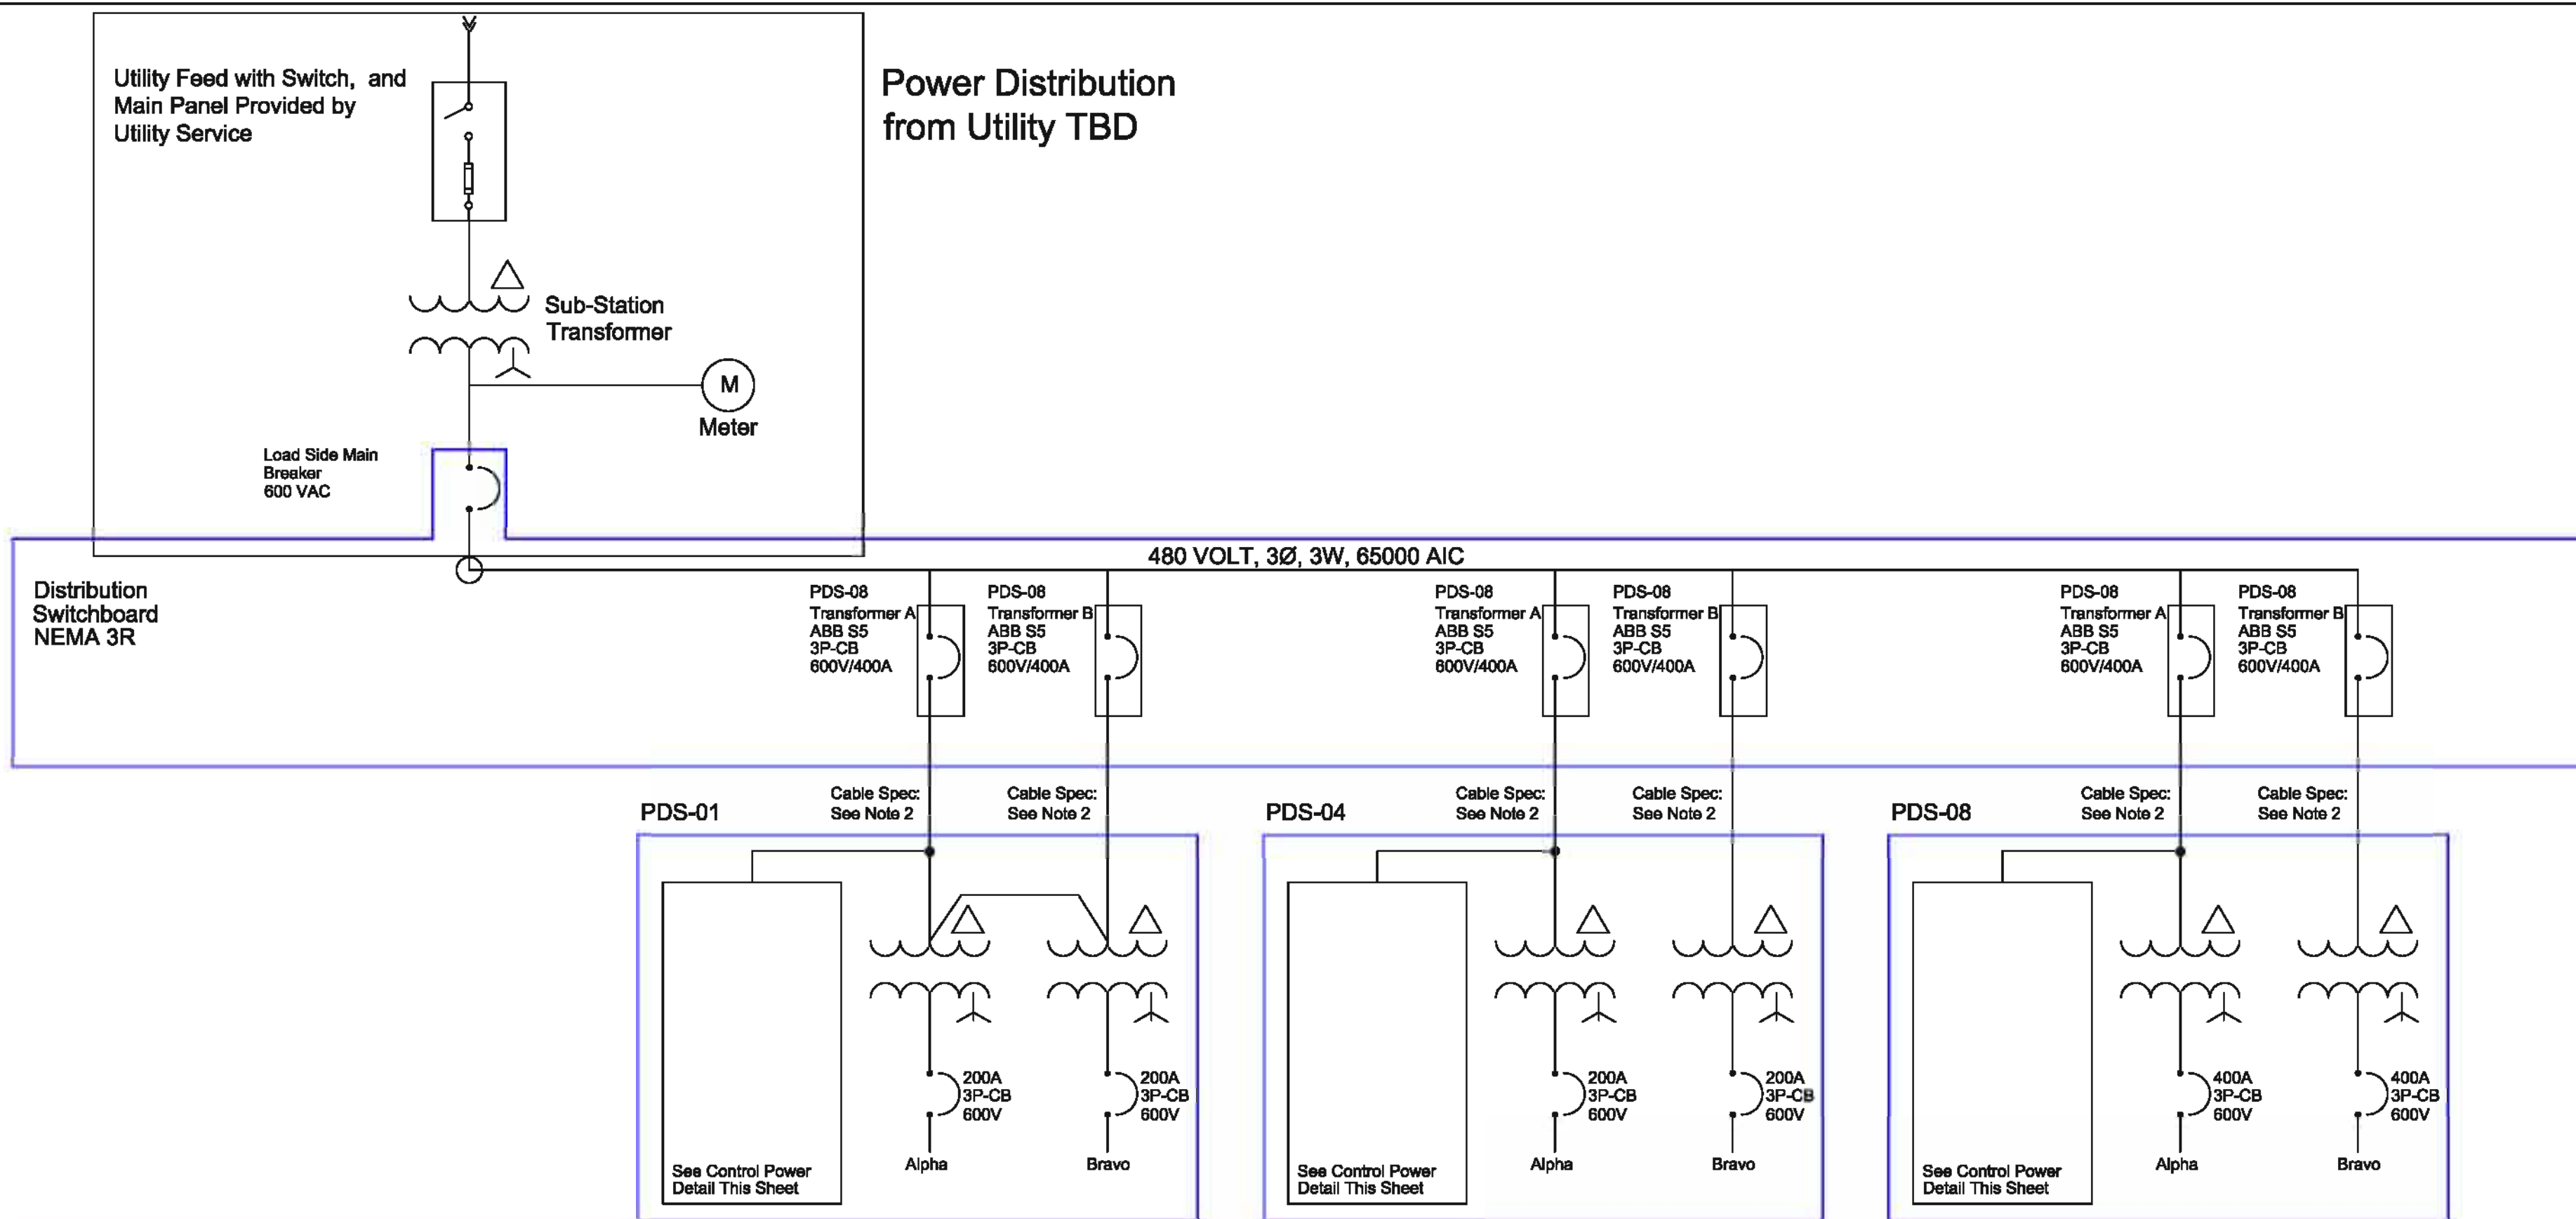 Utility Feed with Switch, and
Main Panel Provided by
Utility Service
Power Distribution
from Utility TBD
Sub-Station
Transformer
M
Meter
Load Side Main
Breaker
600 VAC
480 VOLT, 3Ø, 3W, 65000 AIC
Distribution
Switchboard
NEMA 3R
PDS-08
Transformer A
ABB S5
3P-CB
600V/400A
PDS-08
Transformer B
ABB S5
3P-CB
600V/400A
PDS-08
Transformer A
ABB S5
3P-CB
600V/400A
PDS-08
Transformer B
ABB S5
3P-CB
600V/400A
PDS-08
Transformer A
ABB S5
3P-CB
600V/400A
PDS-08
Transformer B
ABB S5
3P-CB
600V/400A
PDS-01
Cable Spec:
See Note 2
Cable Spec:
See Note 2
PDS-04
Cable Spec:
See Note 2
Cable Spec:
See Note 2
PDS-08
Cable Spec:
See Note 2
Cable Spec:
See Note 2
See Control Power
Detail This Sheet
200A
3P-CB
600V
Alpha
200A
3P-CB
600V
Bravo
See Control Power
Detail This Sheet
200A
3P-CB
600V
Alpha
200A
3P-CB
600V
Bravo
See Control Power
Detail This Sheet
400A
3P-CB
600V
Alpha
400A
3P-CB
600V
Bravo